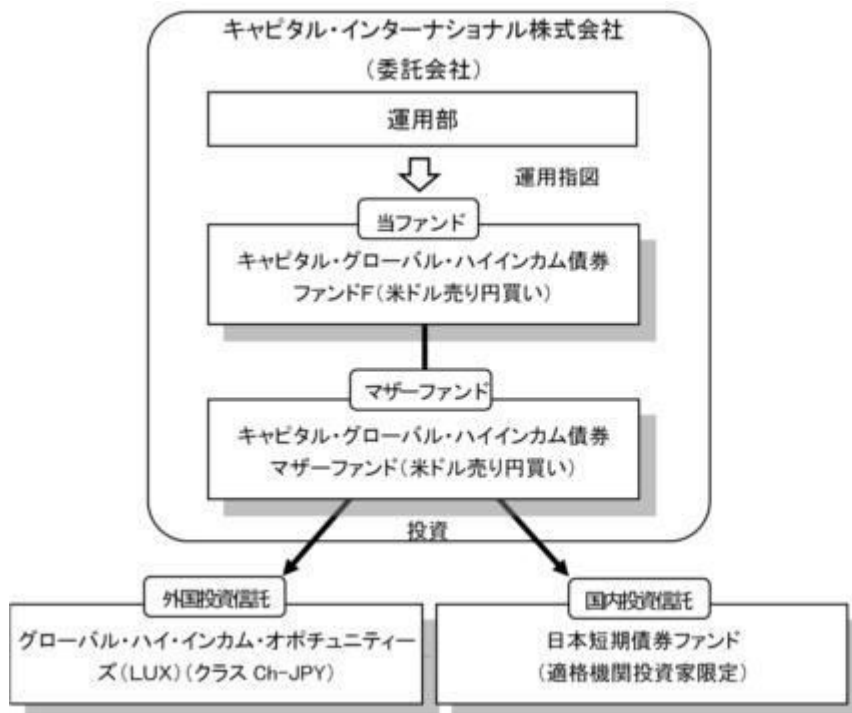 キャピタル・インターナショナル株式会社
（委託会社）
運用部
運用指図
当ファンド
キャピタル・グローバル・ハイインカム債券
ファンドF（米ドル売り円買い）
マザーファンド
キャピタル・グローバル・ハイインカム債券
マザーファンド（米ドル売り円買い）
投資
外国投資信託
グローバル・ハイ・インカム・オポチュニティー
ズ（LUX）（クラス Ch-JPY）
国内投資信託
日本短期債券ファンド
（適格機関投資家限定）